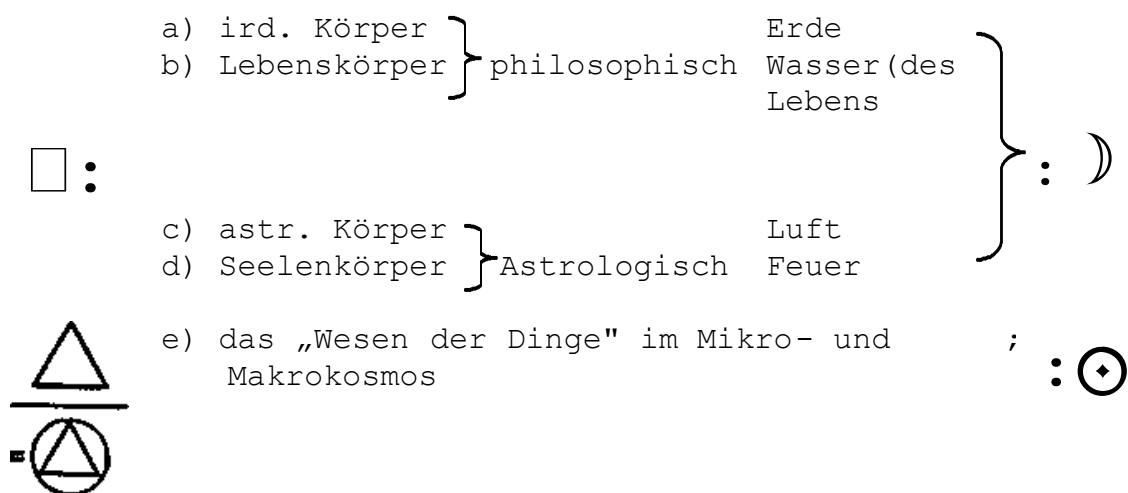 a) ird. Körper Erde
b) Lebenskörper philosophisch Wasser(des
Lebens
□: : ☽
c) astr. Körper Luft
d) Seelenkörper Astrologisch Feuer
e) das „Wesen der Dinge" im Mikro- und ;
Makrokosmos :☉